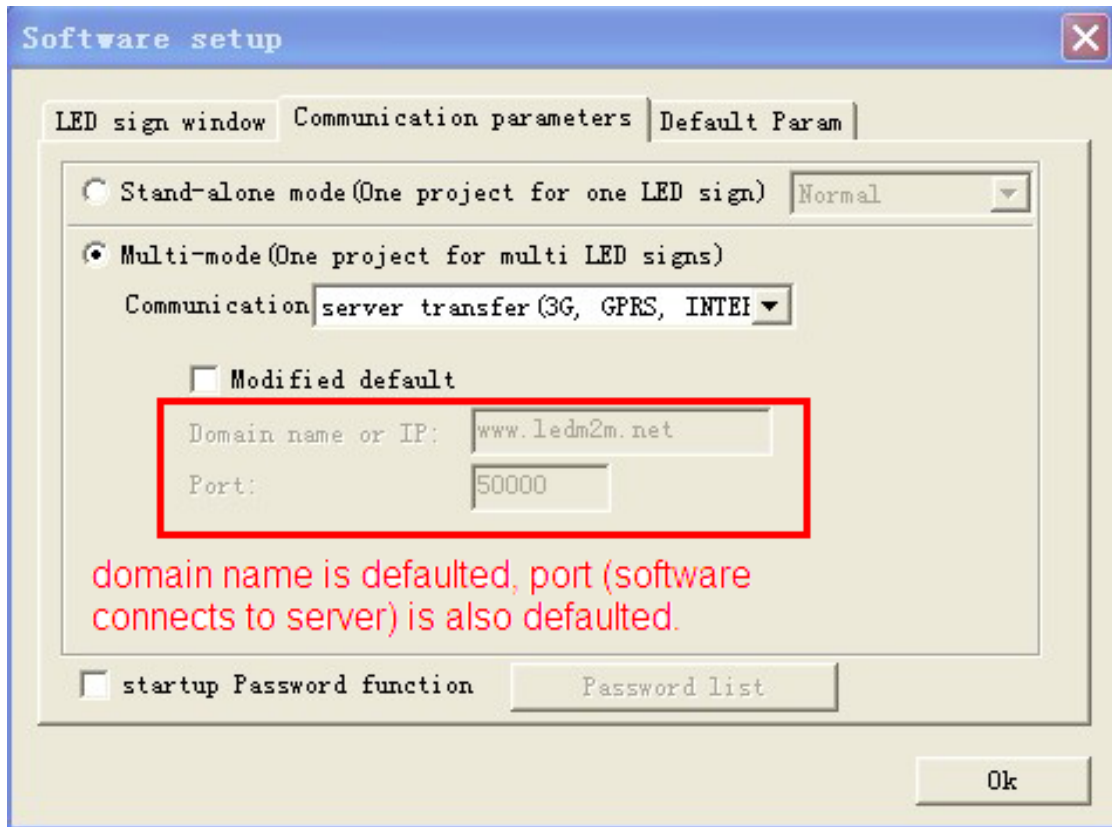 Software setup
LED sign window Communication parameters Default Param
Stand-alone mode(One project for one LED sign) Normal
Multi-mode(One project for multi LED signs)
Communication server transfer(3G, GPRS,
Modified default
Domain name or IP: www.ledm2m.net
Port: 50000
domain name is defaulted, port (software
connects to server) is also defaulted.
startup Password function Password list
Ok